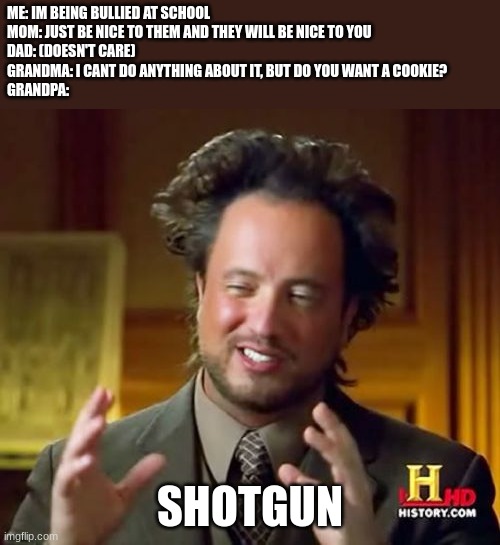 ME: IM BEING BULLIED AT SCHOOL
MOM: JUST BE NICE TO THEM AND THEY WILL BE NICE TO YOU
DAD: (DOESN'T CARE)
GRANDMA: I CANT DO ANYTHING ABOUT IT, BUT DO YOU WANT A COOKIE?
GRANDPA:
SHOTGUN
H HD
HISTORY.COM
imgflip.com